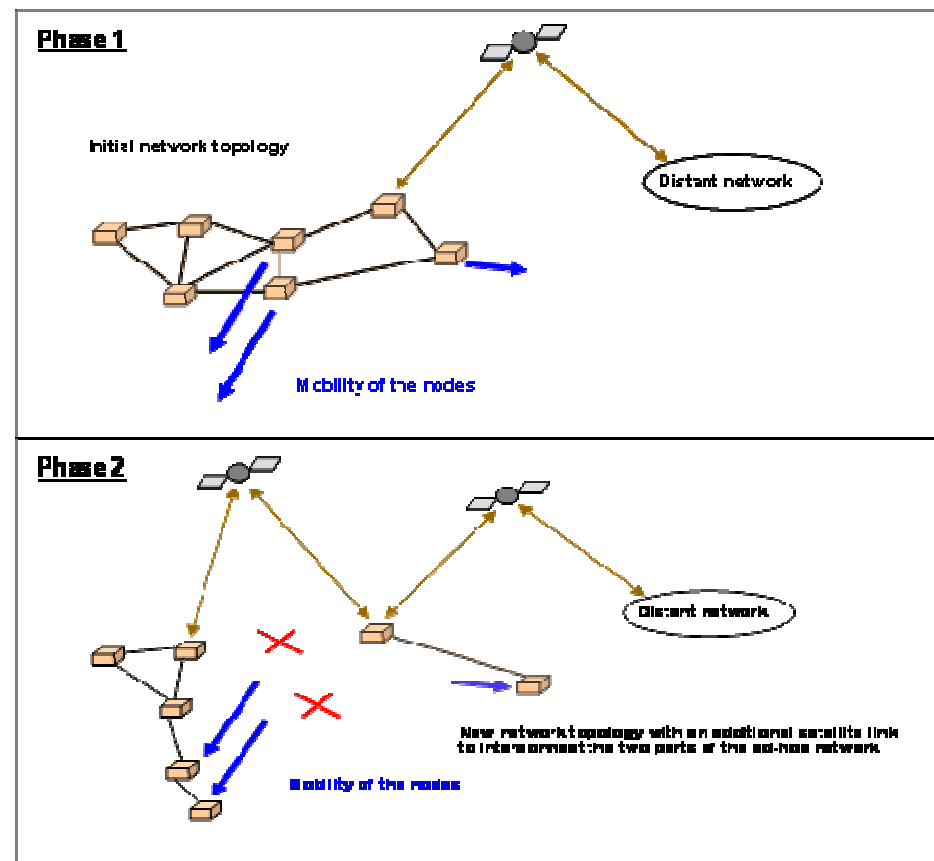 Phase 1
Initial network topology
Distant network
Mobility of the nodes
Phase 2
Distant network
New network topology with an additional satellite link
to interconnect the two parts of the ad-hoc network
Mobility of the nodes